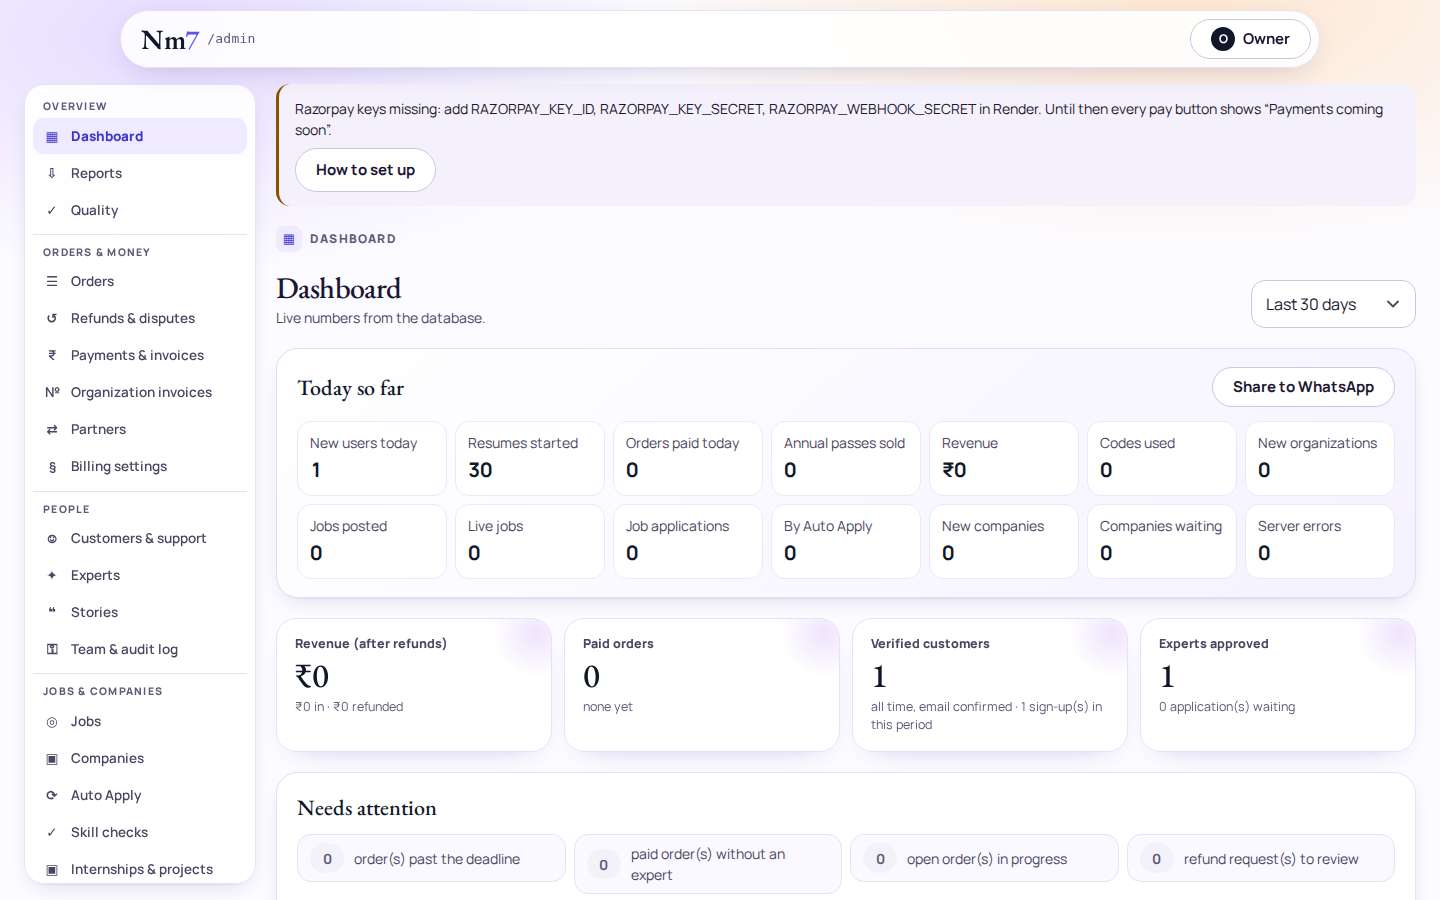 Nm7 /admin
O Owner
OVERVIEW
Dashboard
Reports
Quality
ORDERS & MONEY
Orders
Refunds & disputes
₹ Payments & invoices
Nº Organization invoices
Partners
§ Billing settings
PEOPLE
Customers & support
Experts
Stories
Team & audit log
JOBS & COMPANIES
Jobs
Companies
Auto Apply
Skill checks
Internships & projects
Razorpay keys missing: add RAZORPAY_KEY_ID, RAZORPAY_KEY_SECRET, RAZORPAY_WEBHOOK_SECRET in Render. Until then every pay button shows “Payments coming
soon”.
How to set up
DASHBOARD
Dashboard
Live numbers from the database.
Last 30 days
Today so far
Share to WhatsApp
New users today
1
Resumes started
30
Orders paid today
0
Annual passes sold
0
Revenue
₹0
Codes used
0
New organizations
0
Jobs posted
0
Live jobs
0
Job applications
0
By Auto Apply
0
New companies
0
Companies waiting
0
Server errors
0
Revenue (after refunds)
₹0
₹0 in · ₹0 refunded
Paid orders
0
none yet
Verified customers
1
all time, email confirmed · 1 sign-up(s) in
this period
Experts approved
1
0 application(s) waiting
Needs attention
0 order(s) past the deadline
0 paid order(s) without an
expert
0 open order(s) in progress
0 refund request(s) to review